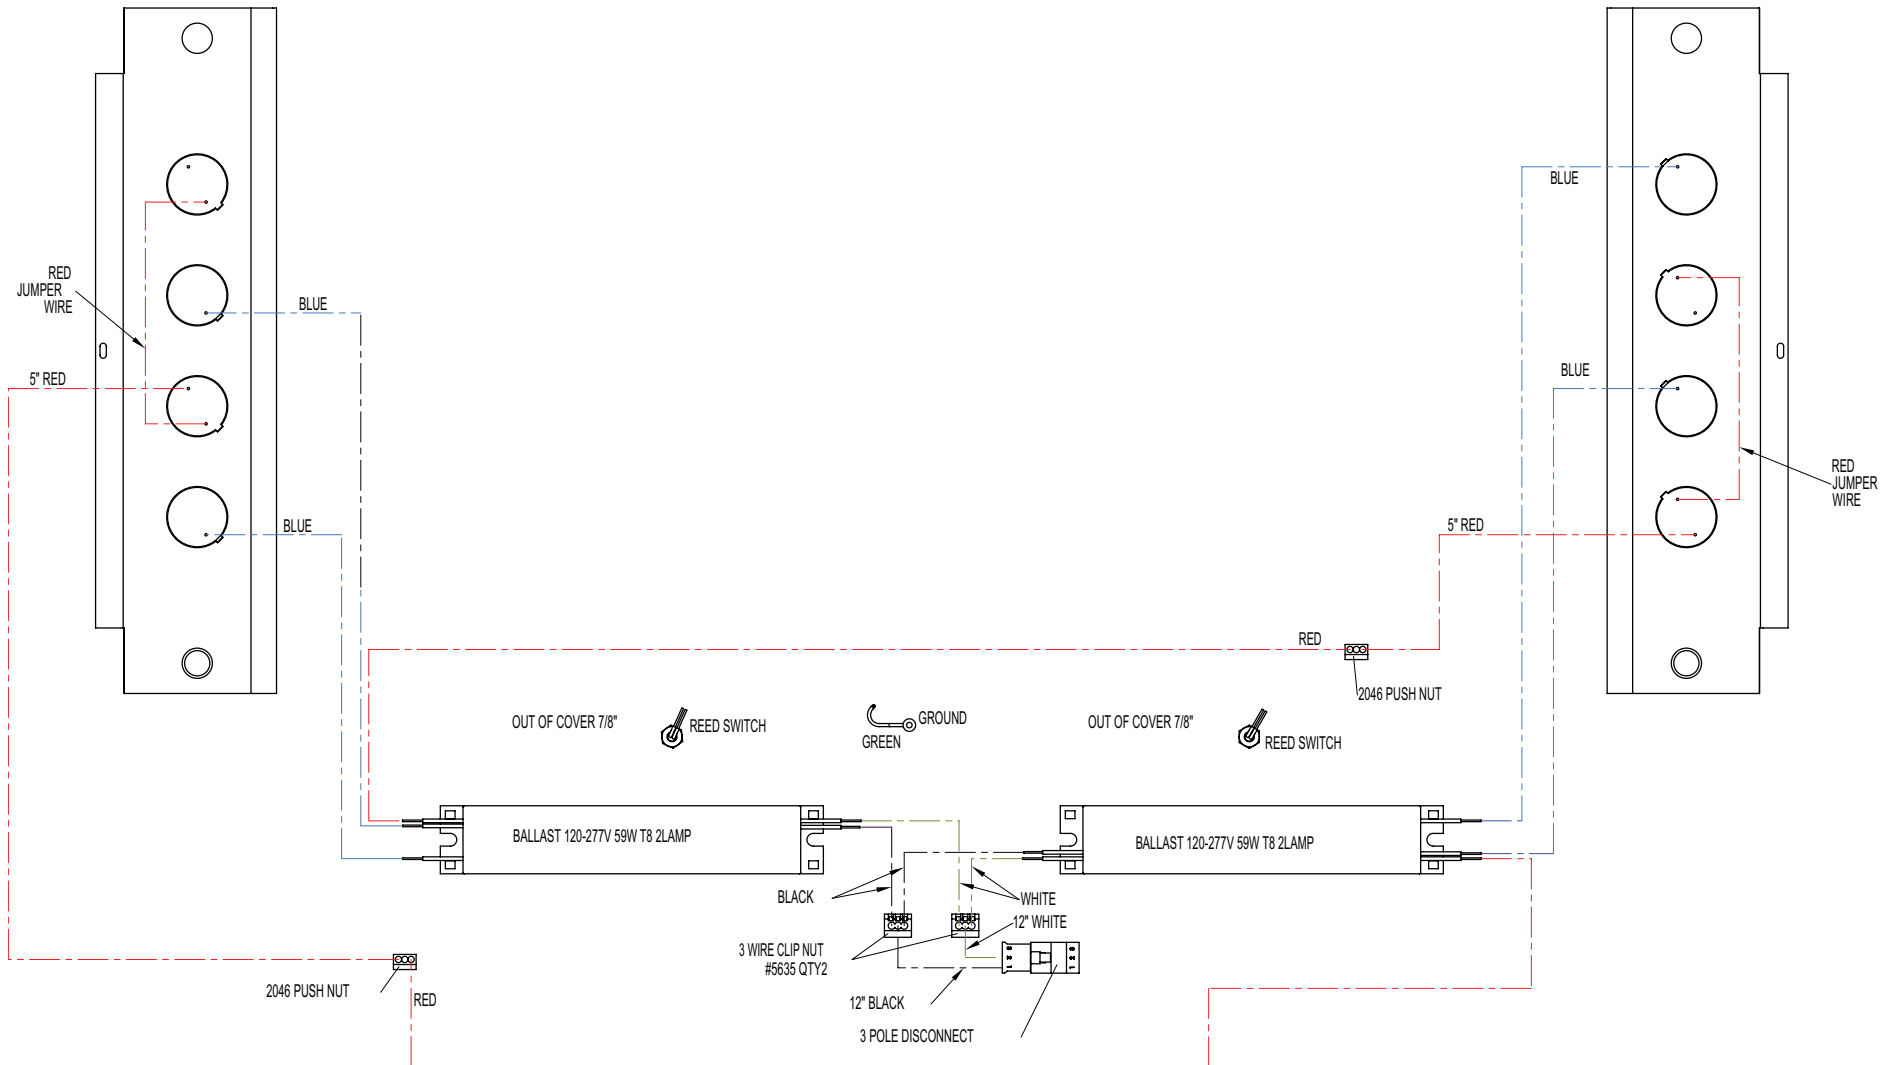 BLUE
RED
JUMPER
WIRE
BLUE
BLUE
5" RED
RED
JUMPER
WIRE
BLUE
5" RED
RED
2046 PUSH NUT
OUT OF COVER 7/8"
REED SWITCH
GROUND
GREEN
OUT OF COVER 7/8"
REED SWITCH
BALLAST 120-277V 59W T8 2LAMP
BALLAST 120-277V 59W T8 2LAMP
BLACK
WHITE
12" WHITE
3 WIRE CLIP NUT
#5635 QTY2
2046 PUSH NUT
RED
12" BLACK
3 POLE DISCONNECT